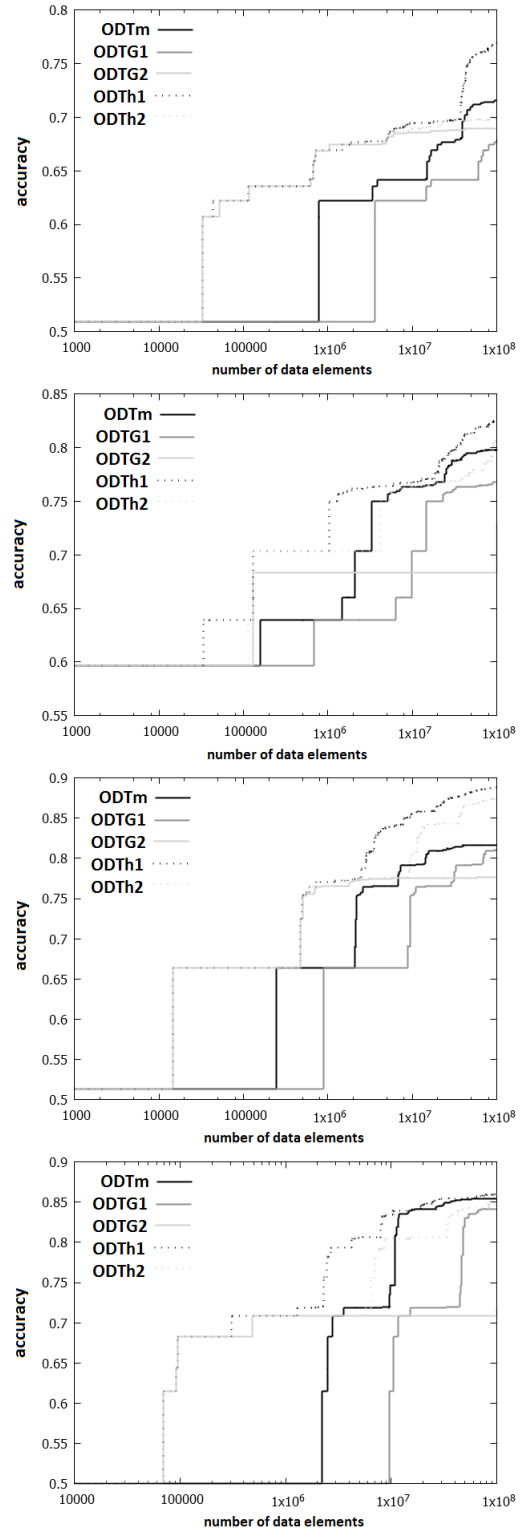 0.8
ODTm
ODTG1
0.75
ODTG2
ODTh1
ODTh2
0.7
accuracy
0.65
0.6
0.55
0.5
1000 10000 100000 1x10⁶ 1x10⁷ 1x10⁸
number of data elements
0.85
ODTm
ODTG1
0.8
ODTG2
ODTh1
ODTh2
0.75
accuracy
0.7
0.65
0.6
0.55
1000 10000 100000 1x10⁶ 1x10⁷ 1x10⁸
number of data elements
0.9
ODTm
0.85
ODTG1
ODTG2
0.8
ODTh1
ODTh2
0.75
accuracy
0.7
0.65
0.6
0.55
0.5
1000 10000 100000 1x10⁶ 1x10⁷ 1x10⁸
number of data elements
0.9
ODTm
0.85
ODTG1
ODTG2
0.8
ODTh1
ODTh2
0.75
accuracy
0.7
0.65
0.6
0.55
0.5
10000 100000 1x10⁶ 1x10⁷ 1x10⁸
number of data elements